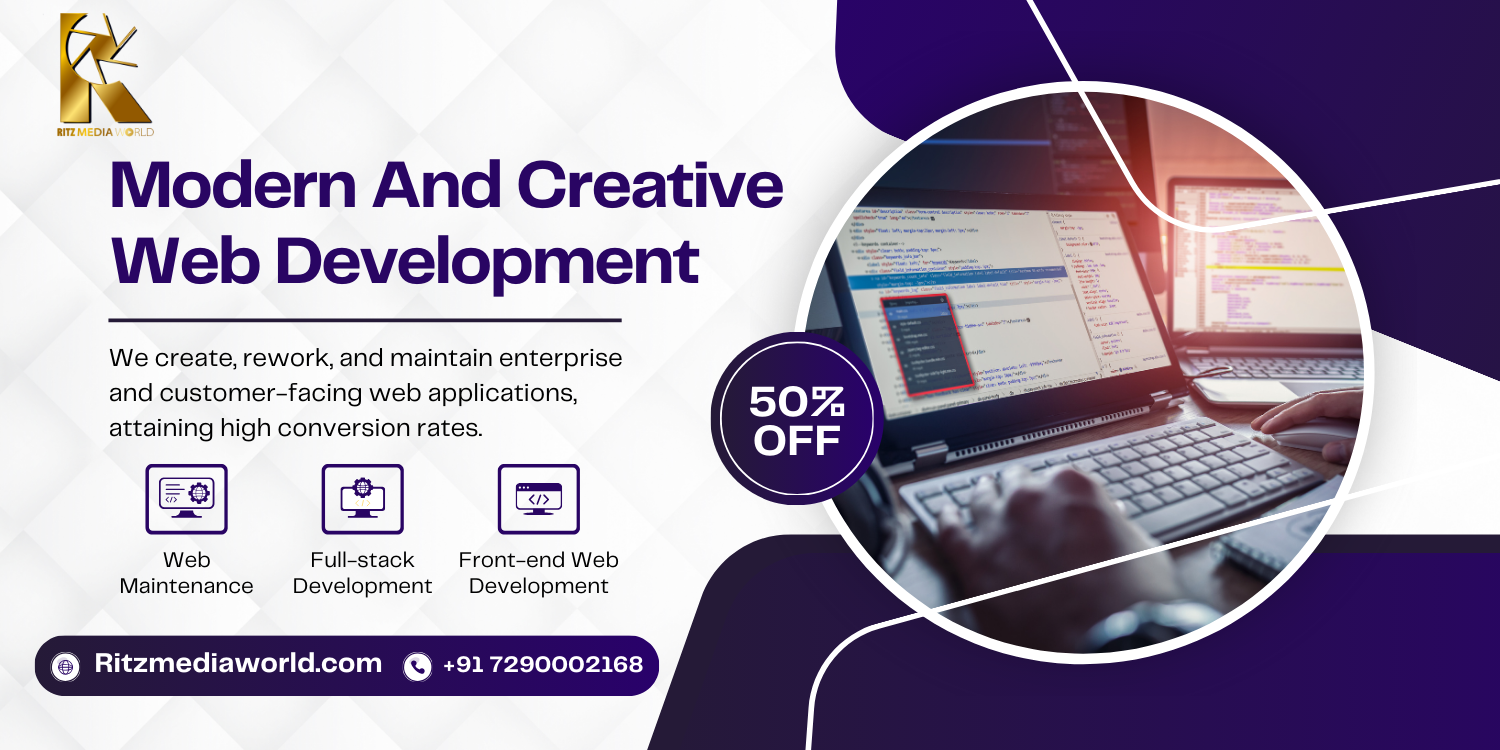 RITZ MEDIA WORLD
Modern And Creative
Web Development
We create, rework, and maintain enterprise
and customer-facing web applications,
attaining high conversion rates.
50%
OFF
Web
Maintenance
Full-stack
Development
Front-end Web
Development
Ritzmediaworld.com
+91 7290002168